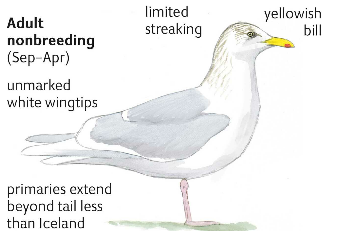 Adult
nonbreeding
(Sep–Apr)
limited
streaking
yellowish
bill
unmarked
white wingtips
primaries extend
beyond tail less
than Iceland